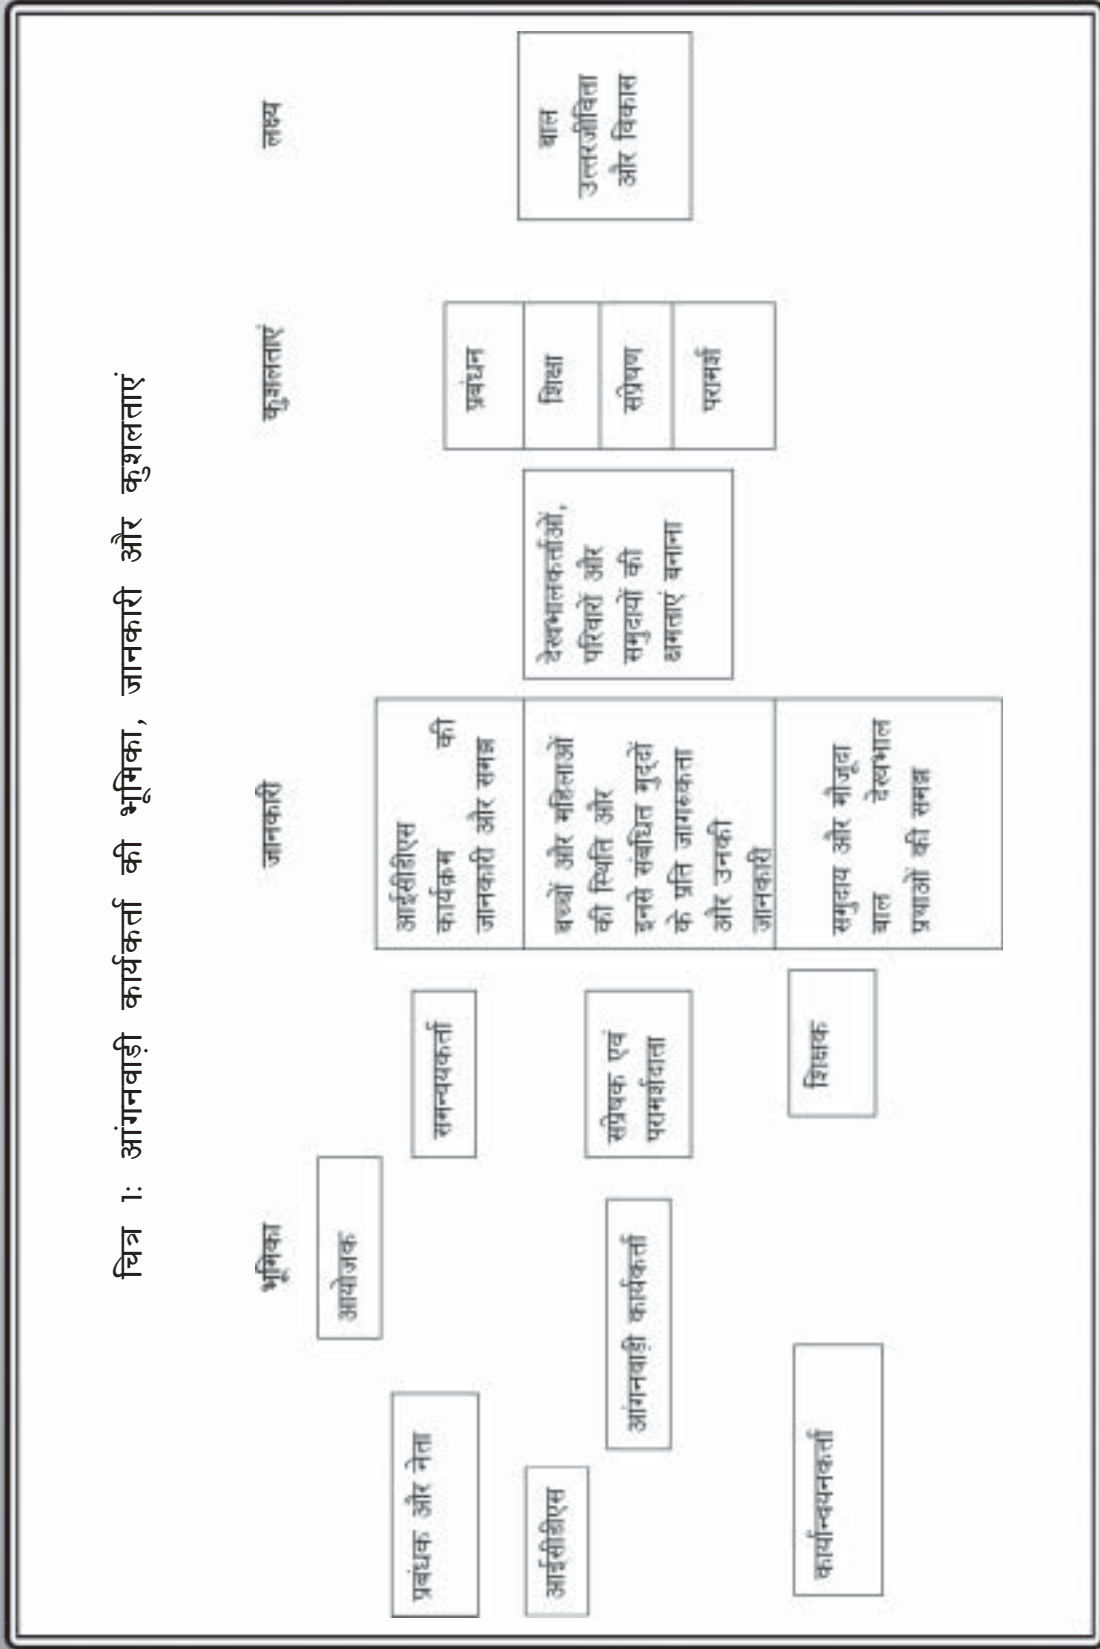 चित्र 1: आंगनवाड़ी कार्यकर्ता की भूमिका, जानकारी और कुशलताएं
भूमिका
जानकारी
कुशलताएं
लक्ष्य
आयोजक
प्रबंधक और नेता
समन्वयकर्ता
आईसीडीएस
आंगनवाड़ी कार्यकर्ता
संप्रेषक एवं
परामर्शदाता
कार्यान्वयनकर्ता
शिक्षक
आईसीडीएस
कार्यक्रम की
जानकारी और समझ
बच्चों और महिलाओं
की स्थिति और
इनसे संबंधित मुद्दों
के प्रति जागरुकता
और उनकी
जानकारी
समुदाय और मौजूदा
बाल देखभाल
प्रथाओं की समझ
देखभालकर्ताओं,
परिवारों और
समुदायों की
क्षमताएं बनाना
प्रबंधन
शिक्षा
संप्रेषण
परामर्श
बाल
उत्तरजीविता
और विकास